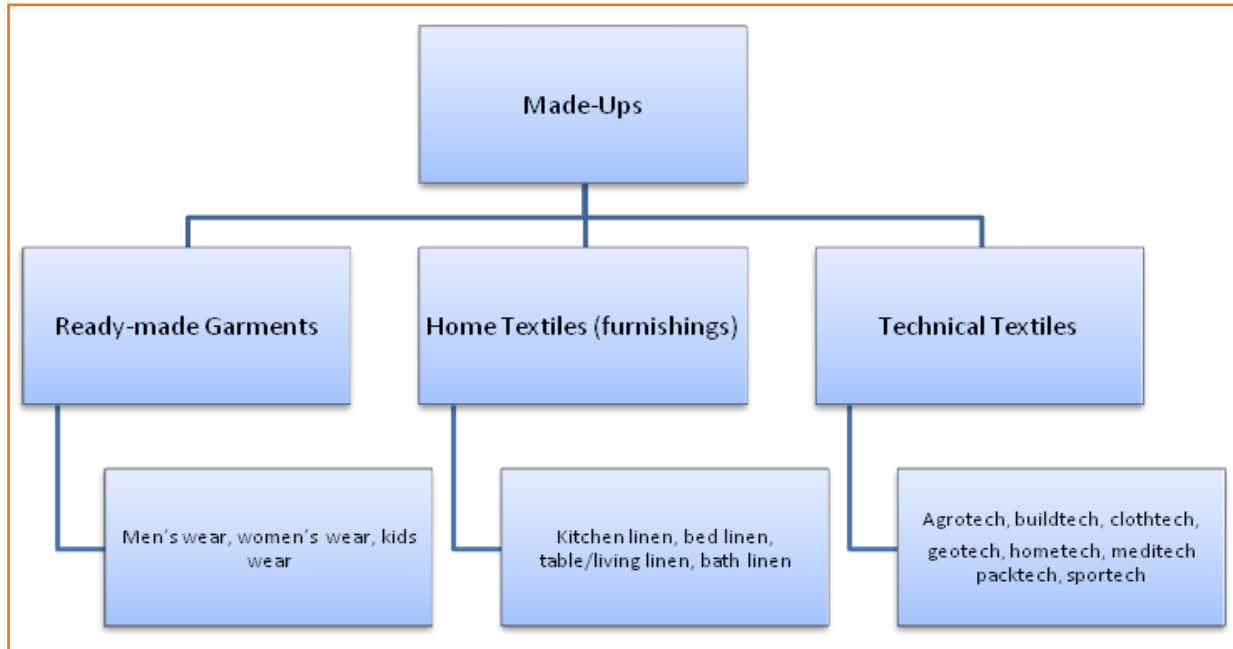 Made-Ups
Ready-made Garments
Home Textiles (furnishings)
Technical Textiles
Men's wear, women's wear, kids
wear
Kitchen linen, bed linen,
table/living linen, bath linen
Agrotech, buildtech, clothtech,
geotech, hometech, meditech
packtech, sportech